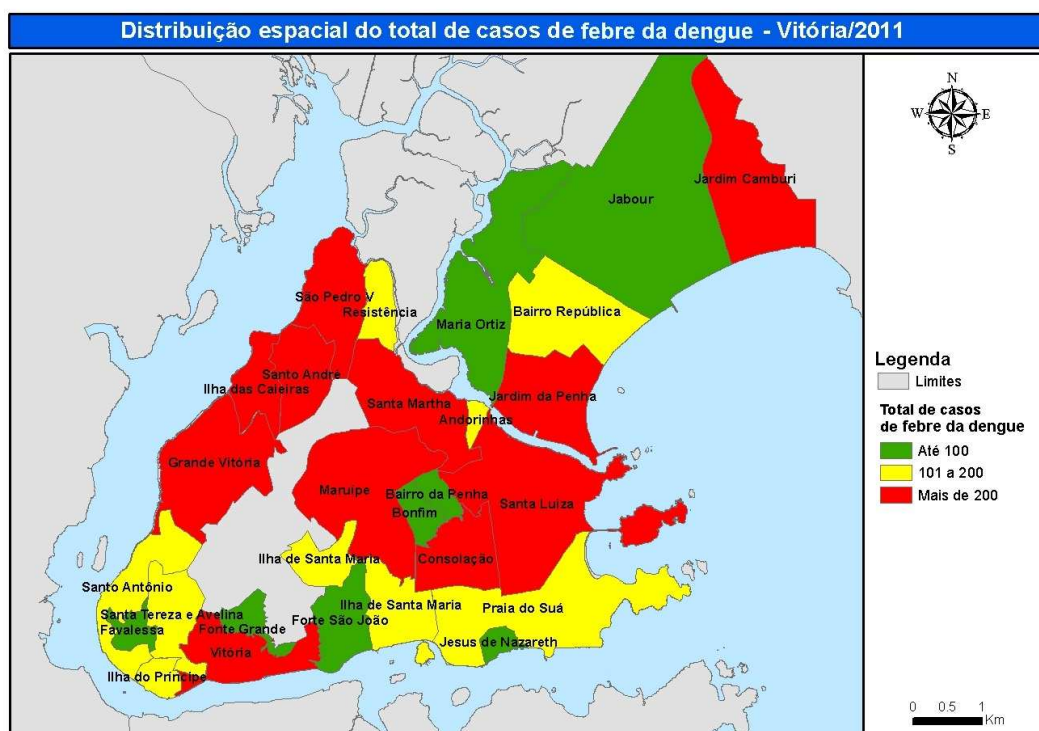 Distribuição espacial do total de casos de febre da dengue - Vitória/2011
N
W E
S
Jardim Camburi
Jabour
São Pedro V
Resistência
Maria Ortiz
Bairro República
Santo André
Ilha das Caieiras
Santa Martha
Jardim da Penha
Andorinhas
Grande Vitória
Maruipe
Bairro da Penha
Bonfim
Santa Luiza
Ilha de Santa Maria
Consolação
Santo Antônio
Santa Tereza e Avelina
Favalessa
Fonte Grande
Forte São João
Ilha de Santa Maria
Praia do Suá
Vitória
Jesus de Nazareth
Ilha do Príncipe
Legenda
Limites
Total de casos
de febre da dengue
Até 100
101 a 200
Mais de 200
0 0.5 1
Km